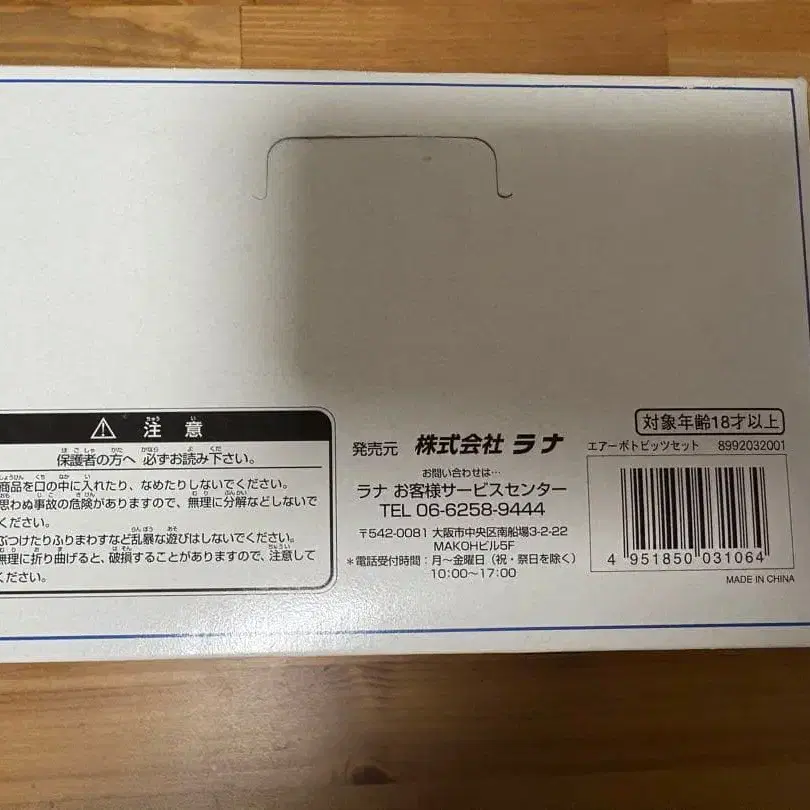 ⚠ 注意
保護者の方へ 必ずお読み下さい。
商品を口の中に入れたり、なめたりしないでください。
思わぬ事故の危険がありますので、無理に分解などしないで
ください。
ぶつけたりふりまわすなど乱暴な遊びはしないでください。
無理に折り曲げると、破損することがありますので、注意して
ください。
発売元 株式会社 ラナ
お問い合わせは…
ラナ お客様サービスセンター
TEL 06-6258-9444
〒542-0081 大阪市中央区南船場3-2-22
MAKOHビル5F
*電話受付時間:月~金曜日(祝・祭日を除く)
10:00~17:00
対象年齢18才以上
エアーポトビッツセット 8992032001
4 951850 031064
MADE IN CHINA